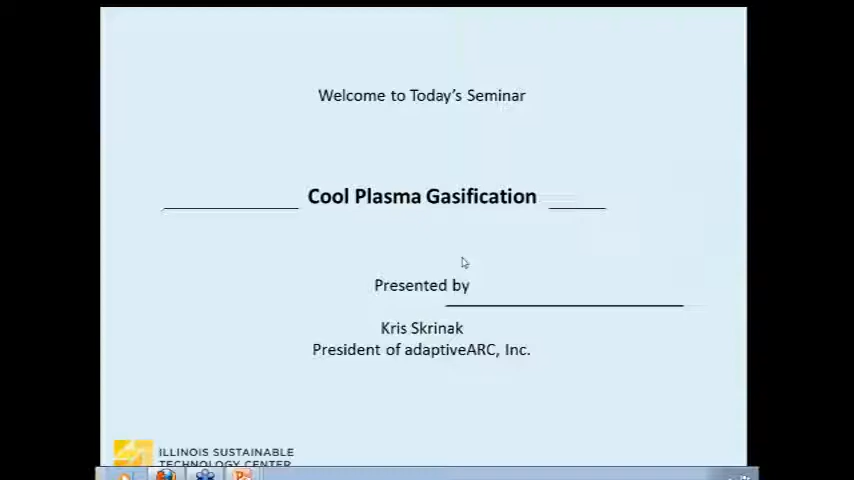 Welcome to Today's Seminar
Cool Plasma Gasification
Presented by
Kris Skrinak
President of adaptiveARC, Inc.
ILLINOIS SUSTAINABLE
TECHNOLOGY CENTER